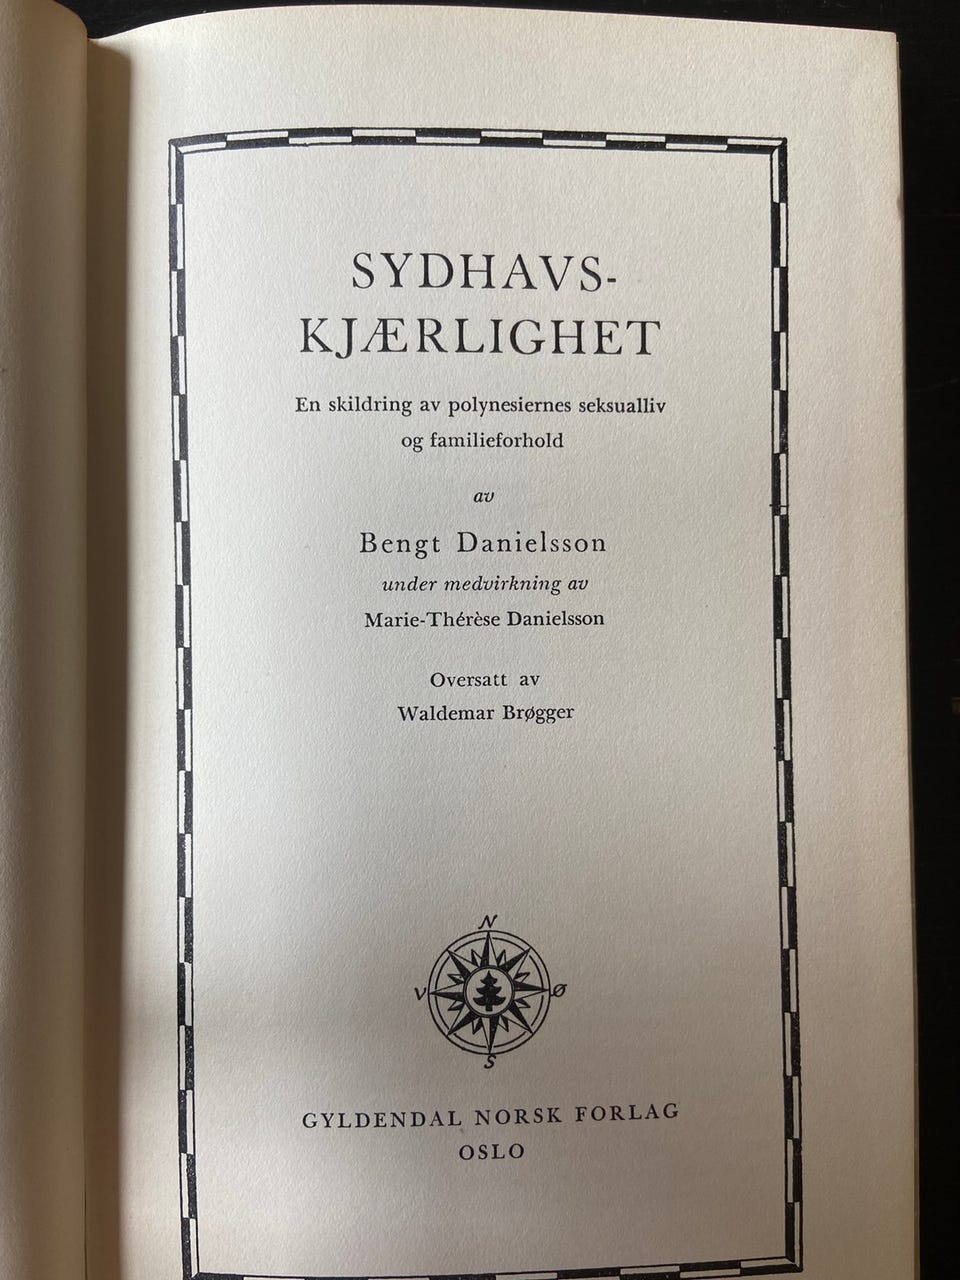 SYDHAVS-
KJÆRLIGHET
En skildring av polynesiernes seksualliv
og familieforhold
av
Bengt Danielsson
under medvirkning av
Marie-Thérèse Danielsson
Oversatt av
Waldemar Brøgger
N
V Ø
S
GYLDENDAL NORSK FORLAG
OSLO